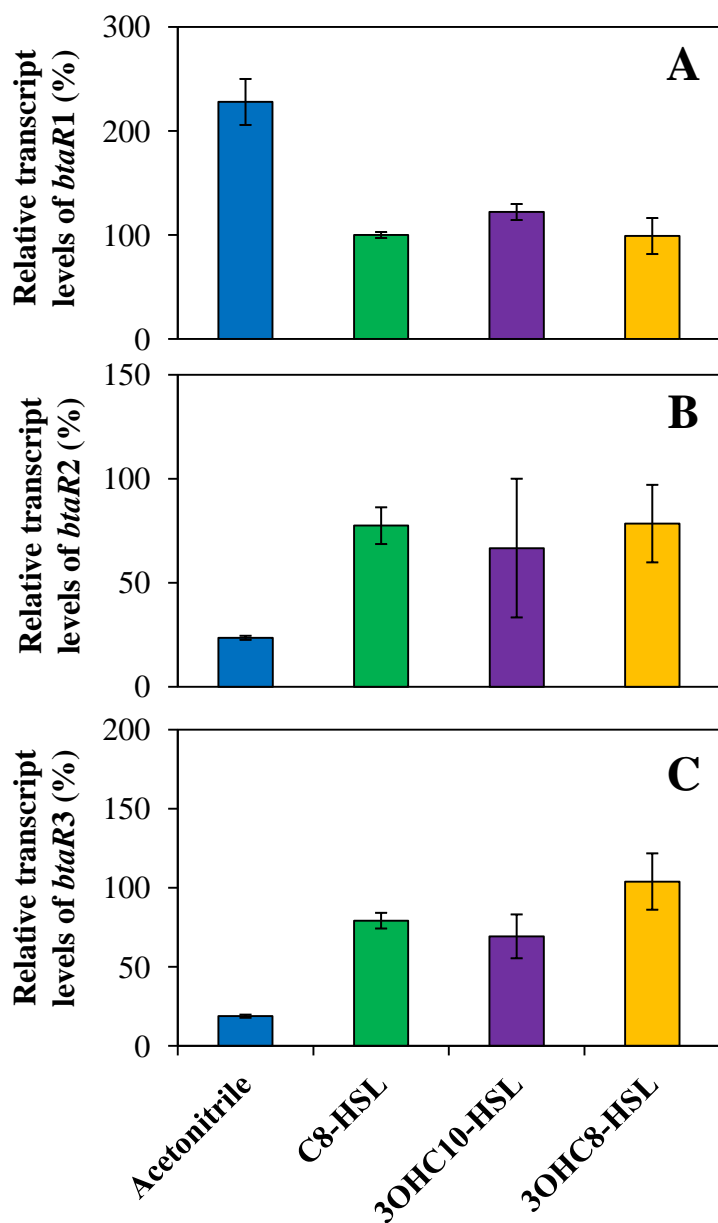 Relative transcript
levels of btaR1 (%)
300
200
100
0
A
Relative transcript
levels of btaR2 (%)
150
100
50
0
B
Relative transcript
levels of btaR3 (%)
200
150
100
50
0
C
Acetonitrile
C8-HSL
3OHC10-HSL
3OHC8-HSL